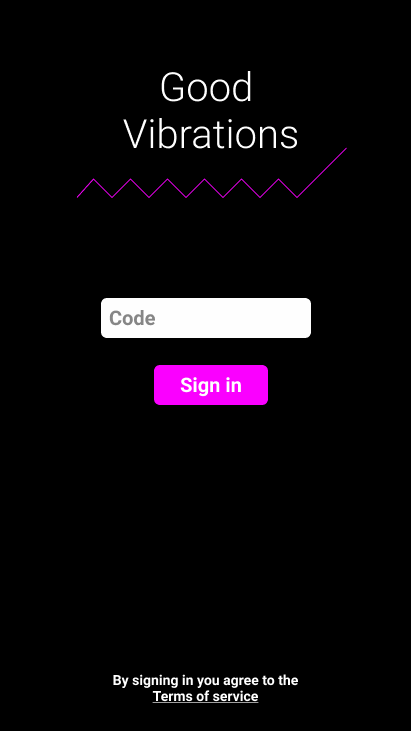 Good
Vibrations
Code
Sign in
By signing in you agree to the
Terms of service